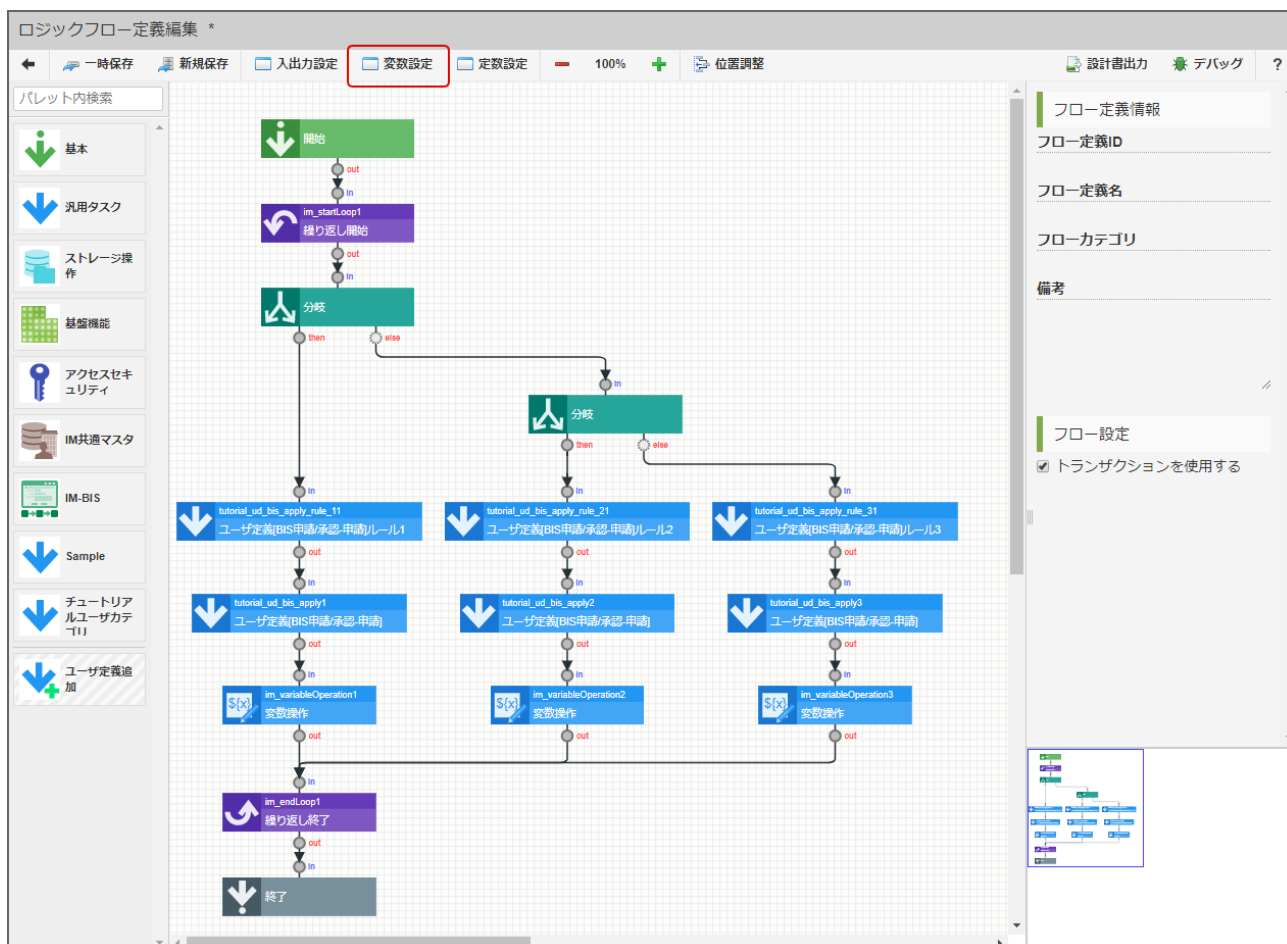 ロジックフロー定義編集 *
一時保存
新規保存
入出力設定
変数設定
定数設定
100%
位置調整
設計書出力
デバッグ
?
パレット内検索
基本
汎用タスク
ストレージ操
作
基盤機能
アクセスセキ
ュリティ
IM共通マスタ
IM-BIS
Sample
チュートリア
ルユーザカテ
ゴリ
ユーザ定義追
加
開始
out
in
im_startLoop1
繰り返し開始
out
in
分岐
then
else
in
分岐
then
else
in
in
in
tutorial_ud_bis_apply_rule_11
ユーザ定義[BIS申請/承認-申請]ルール1
tutorial_ud_bis_apply_rule_21
ユーザ定義[BIS申請/承認-申請]ルール2
tutorial_ud_bis_apply_rule_31
ユーザ定義[BIS申請/承認-申請]ルール3
out
out
out
in
in
in
tutorial_ud_bis_apply1
ユーザ定義[BIS申請/承認-申請]
tutorial_ud_bis_apply2
ユーザ定義[BIS申請/承認-申請]
tutorial_ud_bis_apply3
ユーザ定義[BIS申請/承認-申請]
out
out
out
in
in
in
${x}
im_variableOperation1
変数操作
${x}
im_variableOperation2
変数操作
${x}
im_variableOperation3
変数操作
out
out
out
in
im_endLoop1
繰り返し終了
out
in
終了
フロー定義情報
フロー定義ID
フロー定義名
フローカテゴリ
備考
フロー設定
トランザクションを使用する